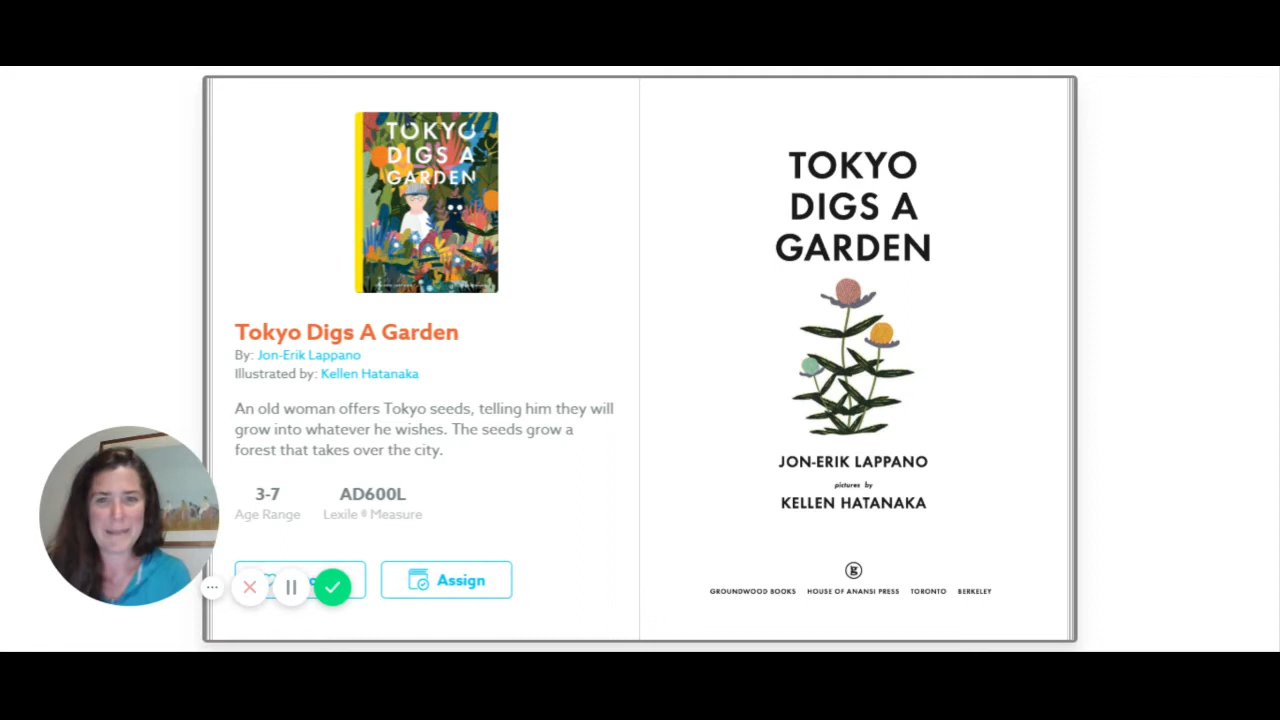 TOKYO
DIGS A
GARDEN
Tokyo Digs A Garden
By: Jon-Erik Lappano
Illustrated by: Kellen Hatanaka
An old woman offers Tokyo seeds, telling him they will
grow into whatever he wishes. The seeds grow a
forest that takes over the city.
3-7 AD600L
Age Range Lexile ® Measure
Assign
TOKYO
DIGS A
GARDEN
JON-ERIK LAPPANO
pictures by
KELLEN HATANAKA
g
GROUNDWOOD BOOKS HOUSE OF ANANSI PRESS TORONTO BERKELEY